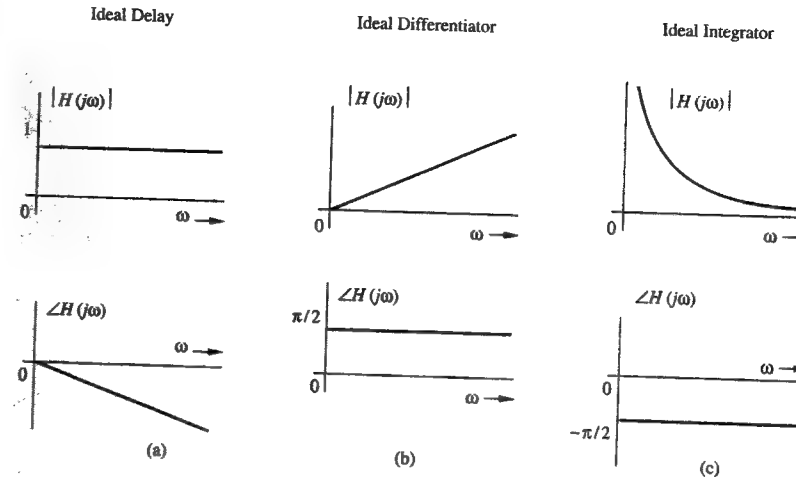 Ideal Delay
Ideal Differentiator
Ideal Integrator
|H(jω)|
1
0
ω
|H(jω)|
0
ω
|H(jω)|
0
ω
∠H(jω)
ω
0
(a)
∠H(jω)
π/2
0
ω
(b)
∠H(jω)
ω
0
−π/2
(c)